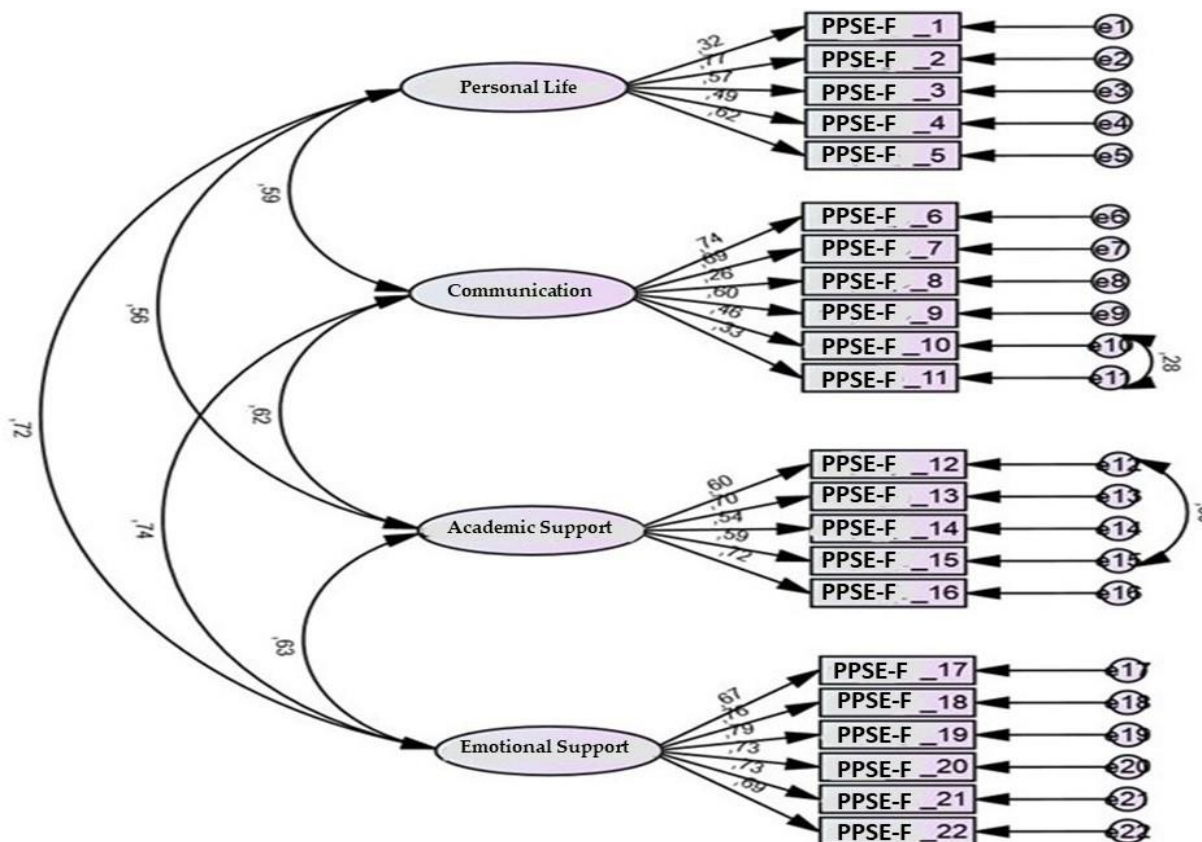 PPSE-F _1 e1
,32
PPSE-F _2 e2
,77
Personal Life
,57
PPSE-F _3 e3
,49
PPSE-F _4 e4
,62
PPSE-F _5 e5
,59
PPSE-F _6 e6
,74
PPSE-F _7 e7
,26
PPSE-F _8 e8
Communication
,60
PPSE-F _9 e9
,46
PPSE-F _10 e10
,33
PPSE-F _11 e11
,28
,56
,62
,72
PPSE-F _12 e12
,60
PPSE-F _13 e13
,70
Academic Support
,54
PPSE-F _14 e14
,59
PPSE-F _15 e15
,72
PPSE-F _16 e16
,74
,63
PPSE-F _17 e17
,67
PPSE-F _18 e18
,76
PPSE-F _19 e19
,79
Emotional Support
,73
PPSE-F _20 e20
,73
PPSE-F _21 e21
,69
PPSE-F _22 e22